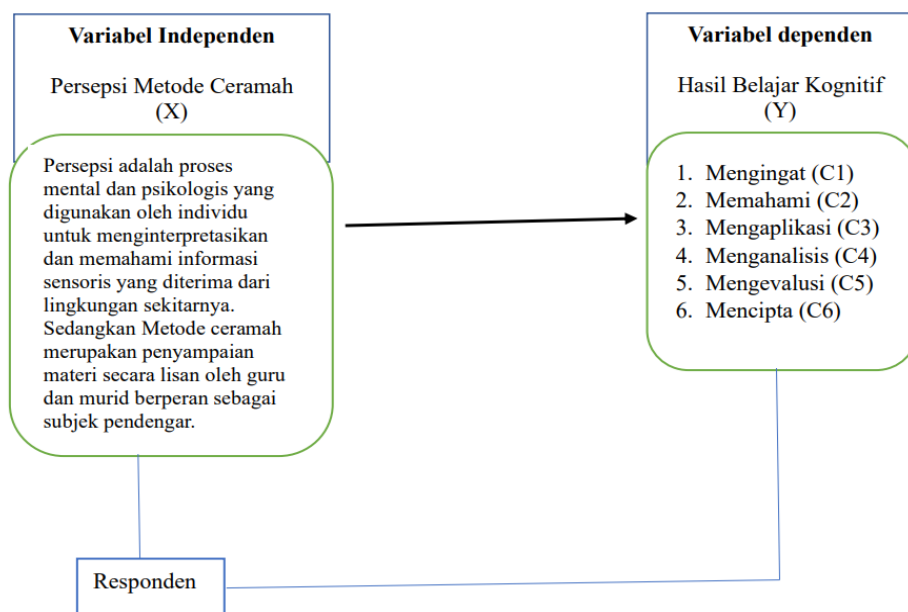 Variabel Independen
Persepsi Metode Ceramah
(X)
Persepsi adalah proses
mental dan psikologis yang
digunakan oleh individu
untuk menginterpretasikan
dan memahami informasi
sensoris yang diterima dari
lingkungan sekitarnya.
Sedangkan Metode ceramah
merupakan penyampaian
materi secara lisan oleh guru
dan murid berperan sebagai
subjek pendengar.
Variabel dependen
Hasil Belajar Kognitif
(Y)
1. Mengingat (C1)
2. Memahami (C2)
3. Mengaplikasi (C3)
4. Menganalisis (C4)
5. Mengevalusi (C5)
6. Mencipta (C6)
Responden